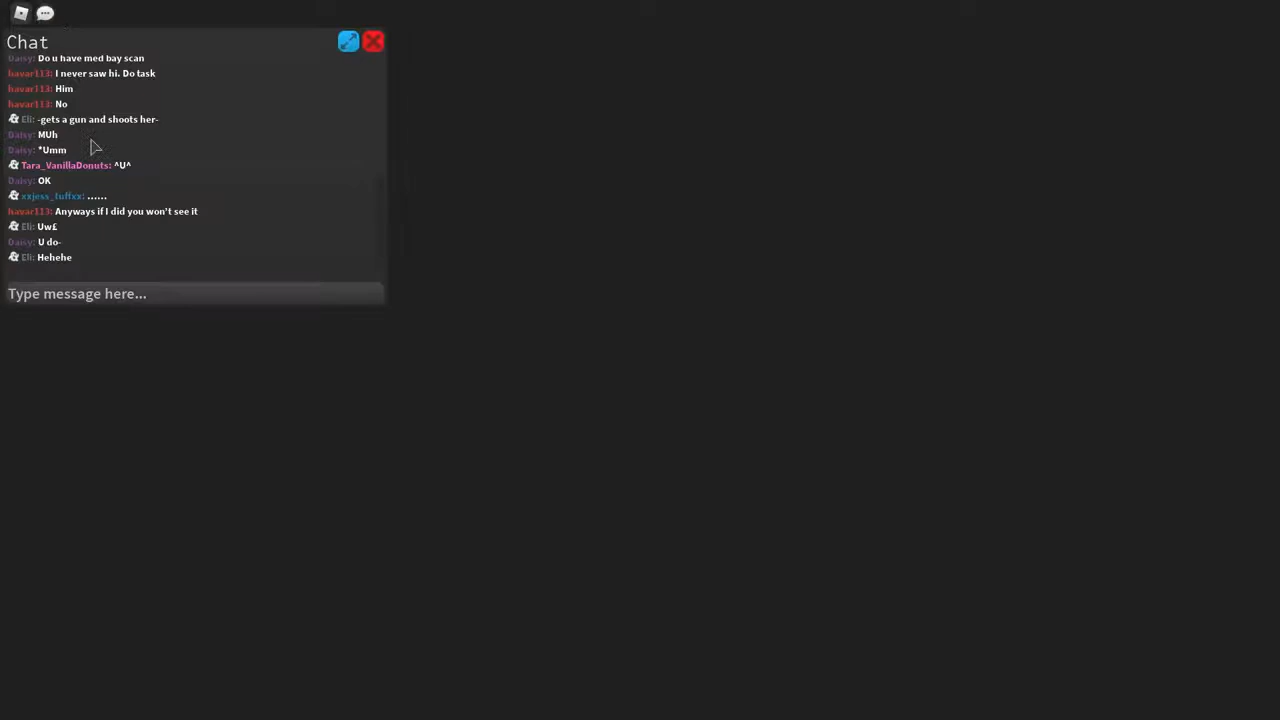 Chat
Daisy: Do u have med bay scan
havar113: I never saw hi. Do task
havar113: Him
havar113: No
Eli: -gets a gun and shoots her-
Daisy: MUh
Daisy: *Umm
Tara_VanillaDonuts: ^U^
Daisy: OK
xxjess_tuffxx: ......
havar113: Anyways if I did you won't see it
Eli: Uw£
Daisy: U do-
Eli: Hehehe
Type message here...